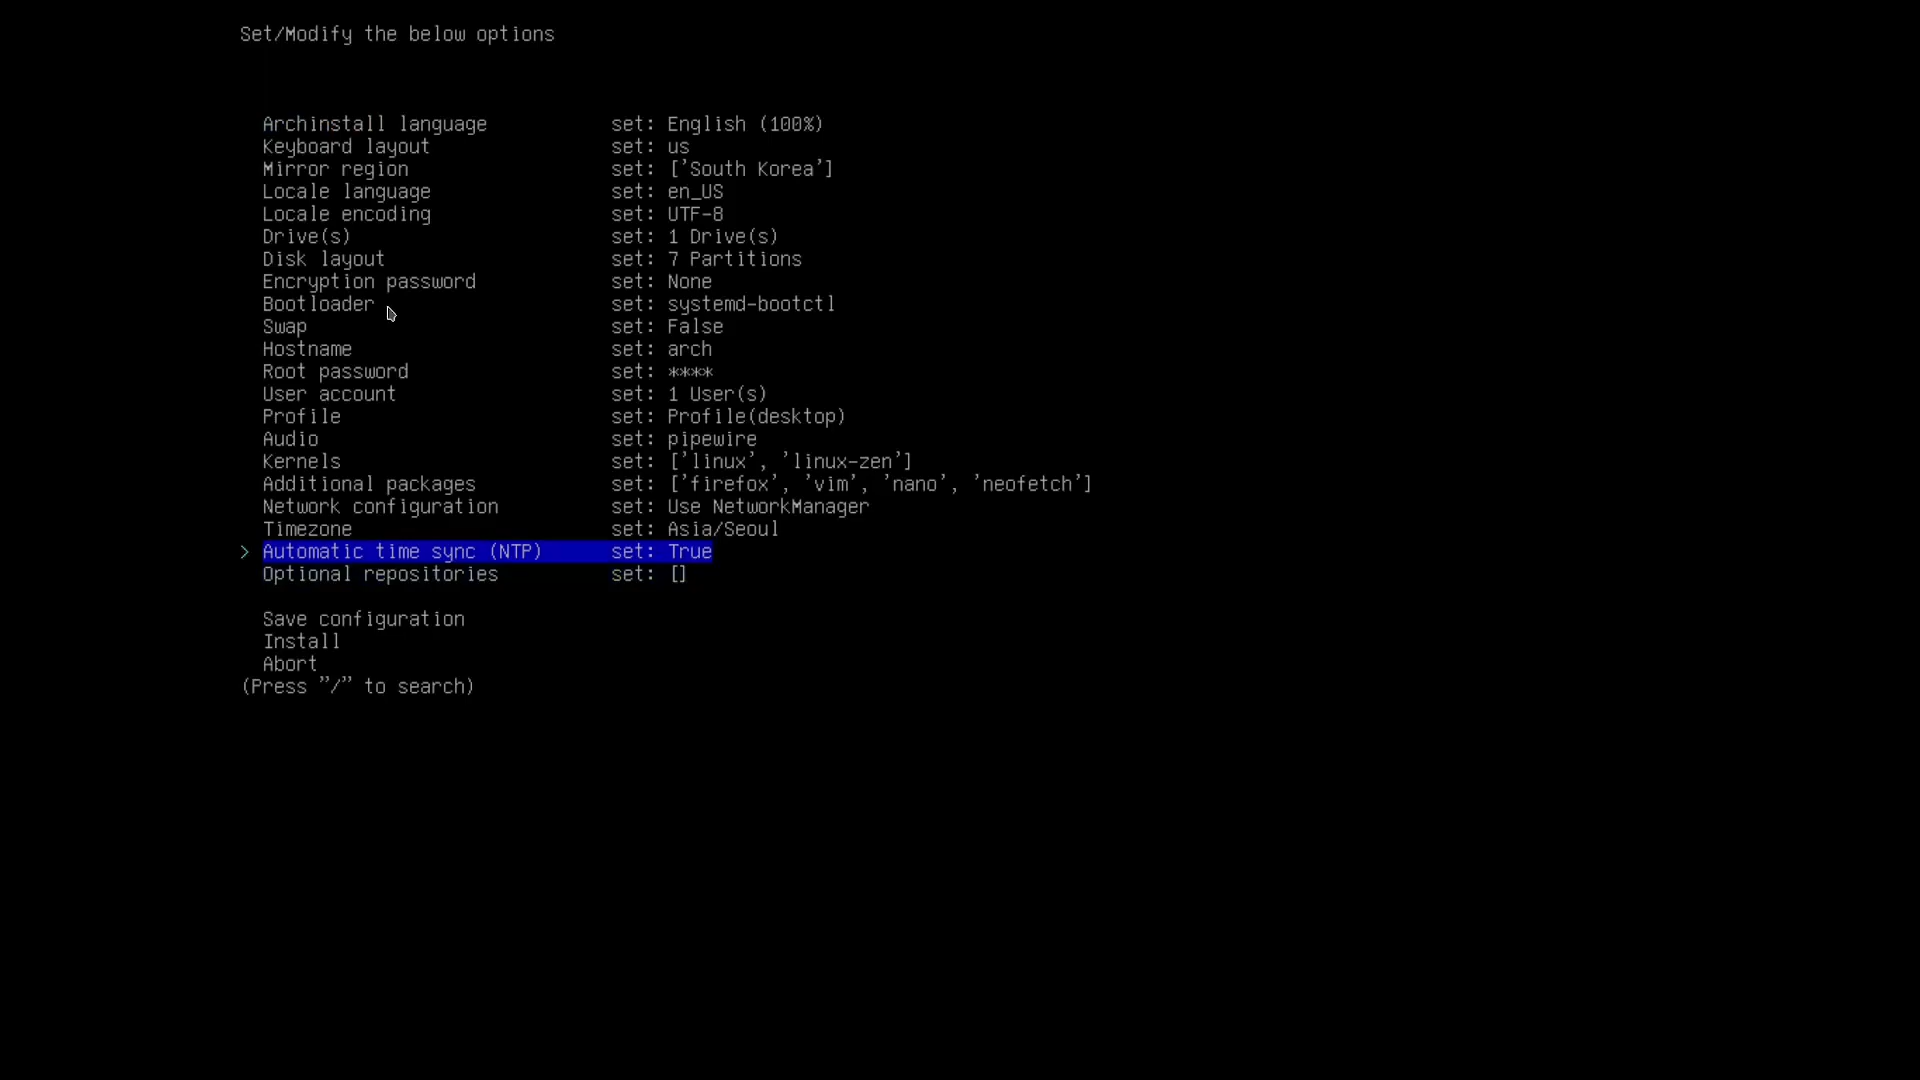 Set/Modify the below options
Archinstall language set: English (100%)
Keyboard layout set: us
Mirror region set: ['South Korea']
Locale language set: en_US
Locale encoding set: UTF-8
Drive(s) set: 1 Drive(s)
Disk layout set: 7 Partitions
Encryption password set: None
Bootloader set: systemd-bootctl
Swap set: False
Hostname set: arch
Root password set: ****
User account set: 1 User(s)
Profile set: Profile(desktop)
Audio set: pipewire
Kernels set: ['linux', 'linux-zen']
Additional packages set: ['firefox', 'vim', 'nano', 'neofetch']
Network configuration set: Use NetworkManager
Timezone set: Asia/Seoul
> Automatic time sync (NTP) set: True
Optional repositories set: []
Save configuration
Install
Abort
(Press "/" to search)